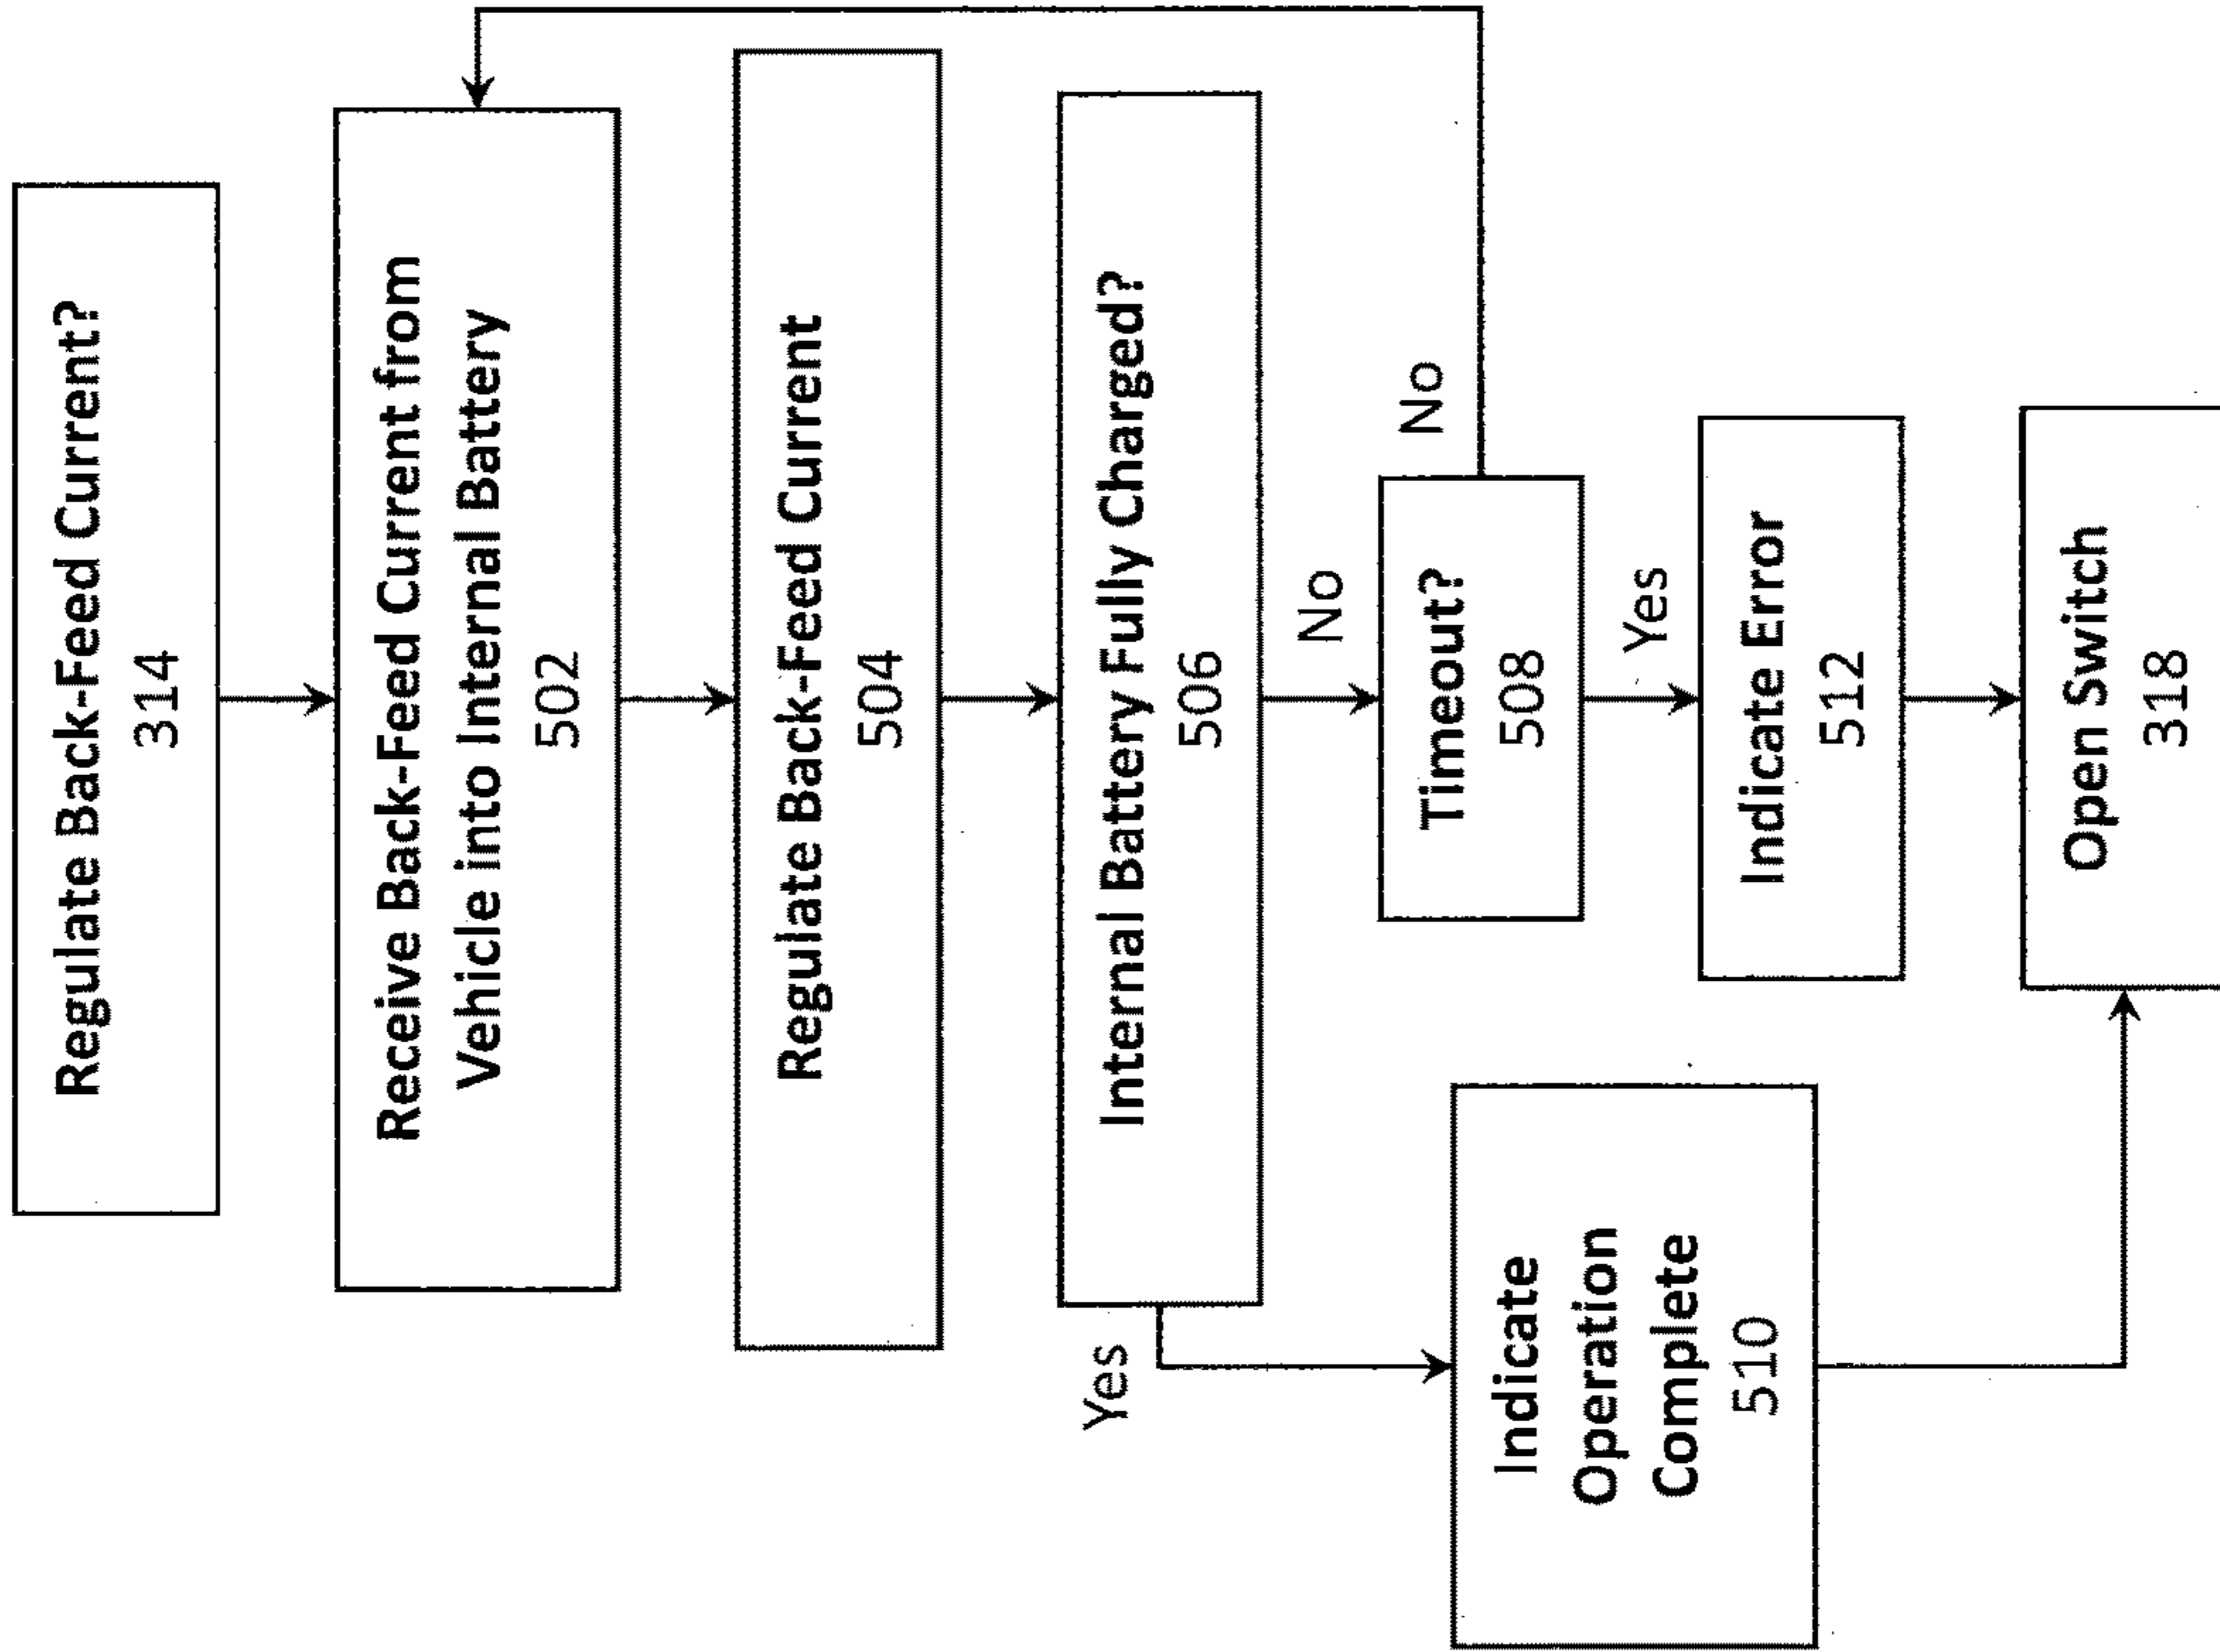 Regulate Back-Feed Current?
314
Receive Back-Feed Current from
Vehicle into Internal Battery
502
Regulate Back-Feed Current
504
Internal Battery Fully Charged?
506
Yes
No
Timeout?
508
No
Yes
Indicate
Operation
Complete
510
Indicate Error
512
Open Switch
318